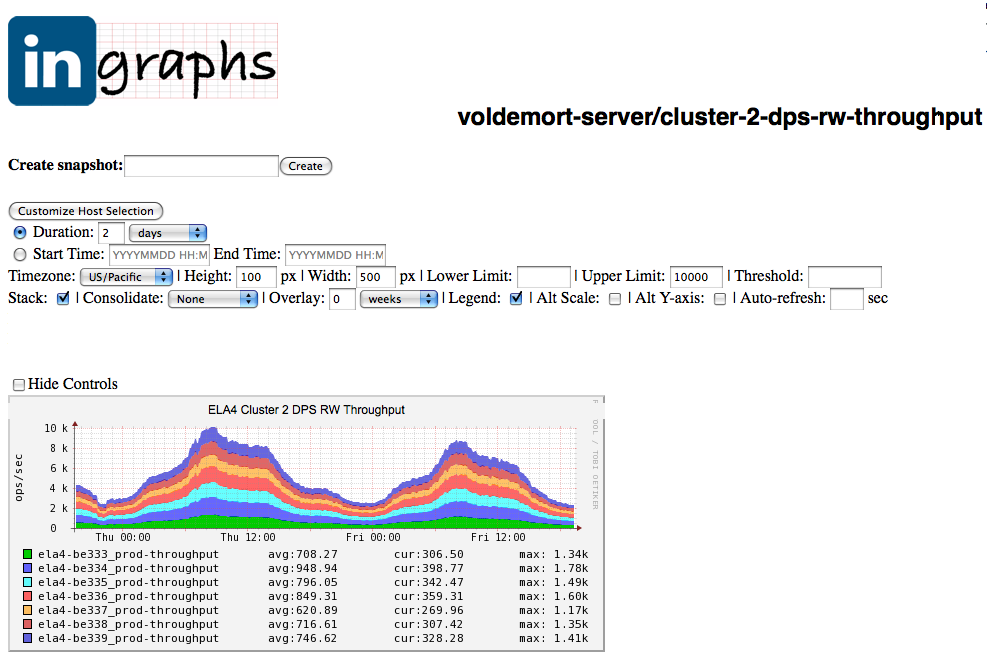 in graphs
voldemort-server/cluster-2-dps-rw-throughput
Create snapshot: Create
Customize Host Selection
Duration: 2 days
Start Time: YYYYMMDD HH:M End Time: YYYYMMDD HH:M
Timezone: US/Pacific | Height: 100 px | Width: 500 px | Lower Limit: | Upper Limit: 10000 | Threshold:
Stack: | Consolidate: None | Overlay: 0 weeks | Legend: | Alt Scale: | Alt Y-axis: | Auto-refresh: sec
Hide Controls
ELA4 Cluster 2 DPS RW Throughput
ops/sec
10 k
8 k
6 k
4 k
2 k
0
Thu 00:00 Thu 12:00 Fri 00:00 Fri 12:00
ela4-be333_prod-throughput avg:708.27 cur:306.50 max: 1.34k
ela4-be334_prod-throughput avg:948.94 cur:398.77 max: 1.78k
ela4-be335_prod-throughput avg:796.05 cur:342.47 max: 1.49k
ela4-be336_prod-throughput avg:849.31 cur:359.31 max: 1.60k
ela4-be337_prod-throughput avg:620.89 cur:269.96 max: 1.17k
ela4-be338_prod-throughput avg:716.61 cur:307.42 max: 1.35k
ela4-be339_prod-throughput avg:746.62 cur:328.28 max: 1.41k